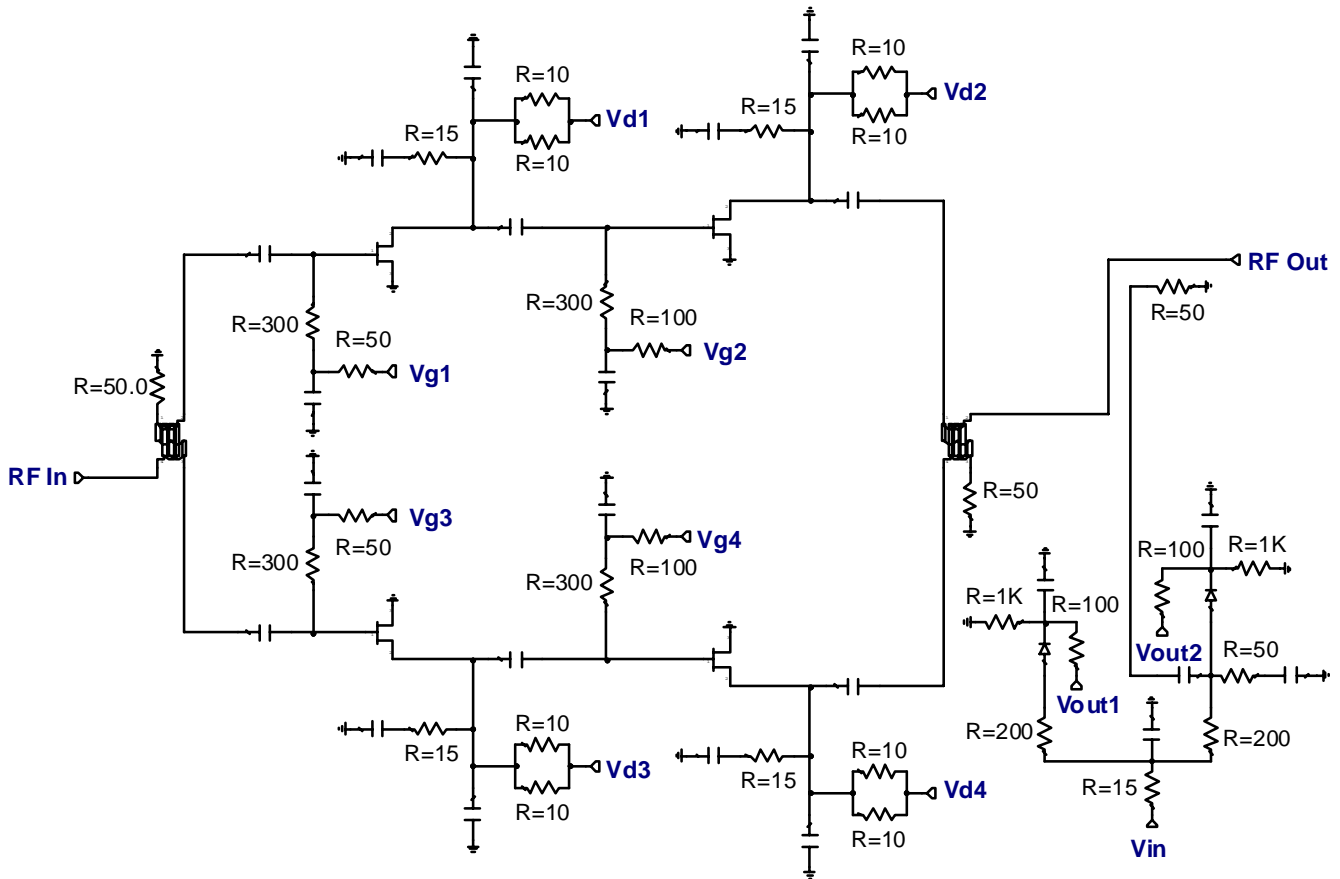 R=10
R=10
R=15
Vd1
R=10
R=15
Vd2
R=10
R=300
R=50
Vg1
R=300
R=100
Vg2
RF Out
R=50
R=50.0
RF In
Vg3
R=50
R=300
Vg4
R=100
R=300
R=50
R=100
R=1K
R=1K
R=100
Vout2
R=50
Vout1
R=200
R=200
R=15
R=10
Vd3
R=10
R=15
R=10
Vd4
R=10
R=15
Vin